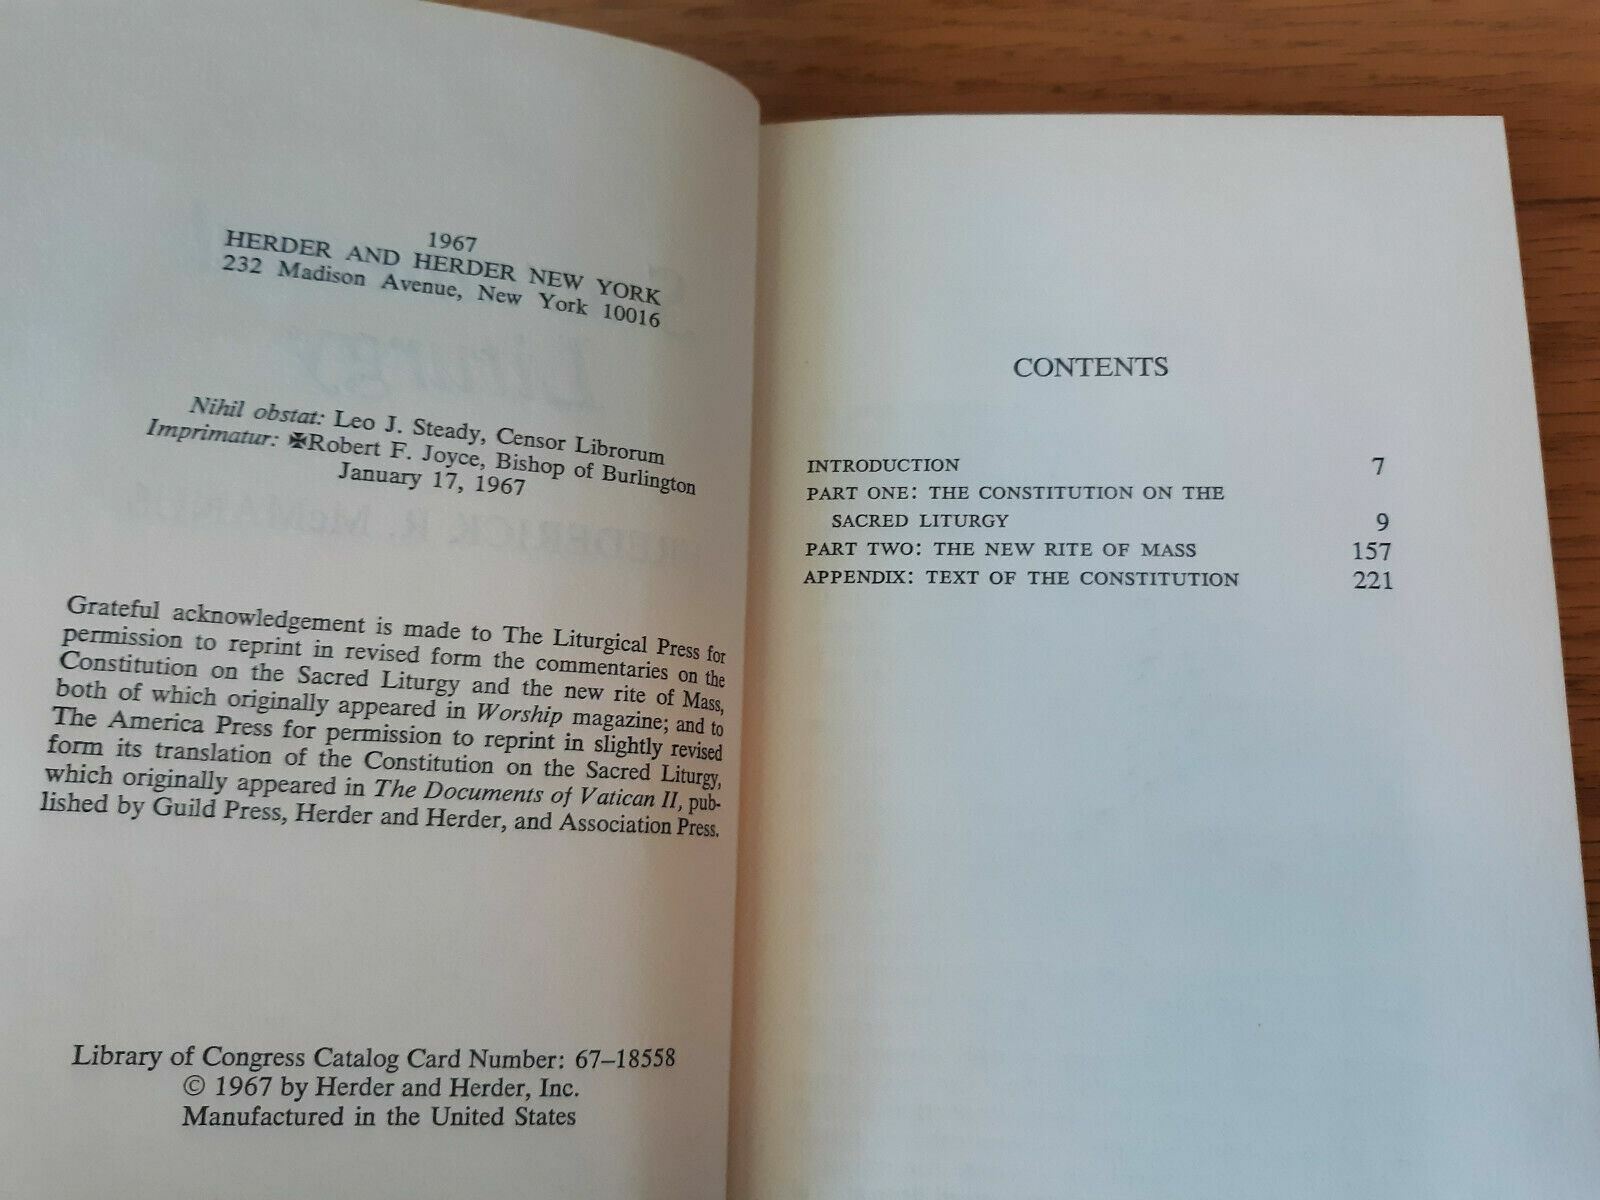 1967
HERDER AND HERDER NEW YORK
232 Madison Avenue, New York 10016
Nihil obstat: Leo J. Steady, Censor Librorum
Imprimatur: ✠Robert F. Joyce, Bishop of Burlington
January 17, 1967
Grateful acknowledgement is made to The Liturgical Press for
permission to reprint in revised form the commentaries on the
Constitution on the Sacred Liturgy and the new rite of Mass,
both of which originally appeared in Worship magazine; and to
The America Press for permission to reprint in slightly revised
form its translation of the Constitution on the Sacred Liturgy,
which originally appeared in The Documents of Vatican II, pub-
lished by Guild Press, Herder and Herder, and Association Press.
Library of Congress Catalog Card Number: 67–18558
© 1967 by Herder and Herder, Inc.
Manufactured in the United States
CONTENTS
INTRODUCTION 7
PART ONE: THE CONSTITUTION ON THE
SACRED LITURGY 9
PART TWO: THE NEW RITE OF MASS 157
APPENDIX: TEXT OF THE CONSTITUTION 221